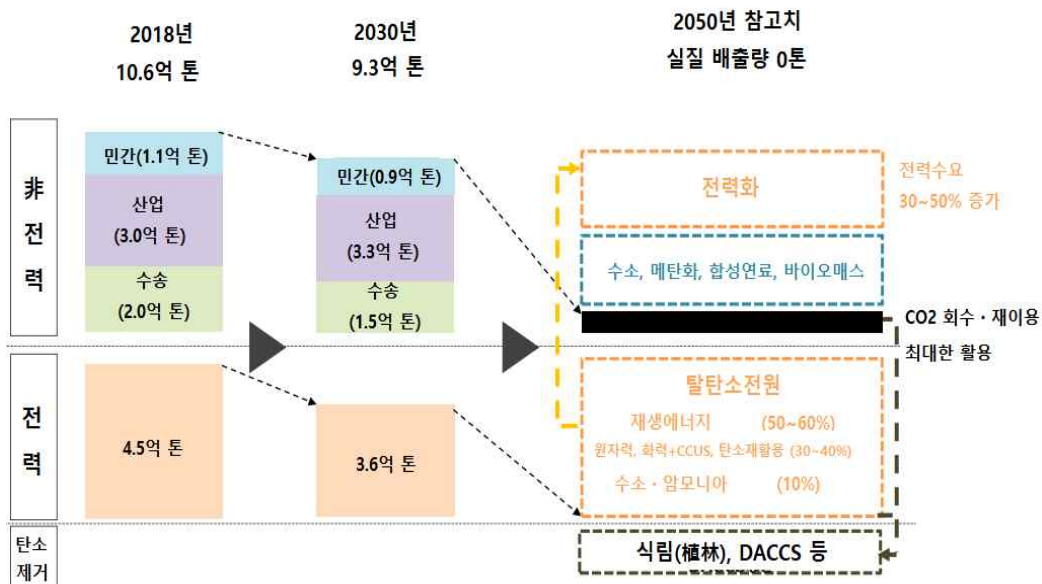 2018년
10.6억 톤
2030년
9.3억 톤
2050년 참고치
실질 배출량 0톤
非
전
력
민간(1.1억 톤)
산업
(3.0억 톤)
수송
(2.0억 톤)
민간(0.9억 톤)
산업
(3.3억 톤)
수송
(1.5억 톤)
전력화
전력수요
30~50% 증가
수소, 메탄화, 합성연료, 바이오매스
CO2 회수・재이용
최대한 활용
전
력
4.5억 톤
3.6억 톤
탈탄소전원
재생에너지 (50~60%)
원자력, 화력+CCUS, 탄소재활용 (30~40%)
수소・암모니아 (10%)
탄소
제거
식림(植林), DACCS 등